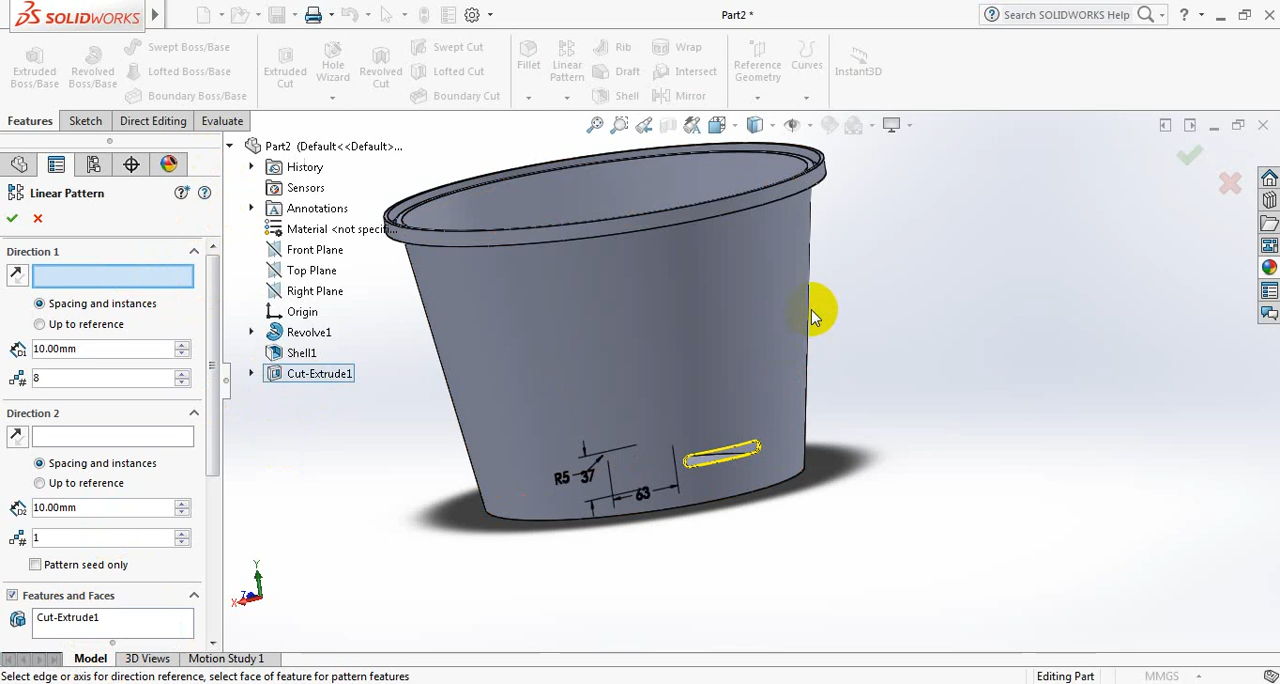 SOLIDWORKS
Part2 *
Search SOLIDWORKS Help
?
Extruded Boss/Base
Revolved Boss/Base
Swept Boss/Base
Lofted Boss/Base
Boundary Boss/Base
Extruded Cut
Hole Wizard
Revolved Cut
Swept Cut
Lofted Cut
Boundary Cut
Fillet
Linear Pattern
Rib
Draft
Shell
Wrap
Intersect
Mirror
Reference Geometry
Curves
Instant3D
Features
Sketch
Direct Editing
Evaluate
Linear Pattern
Direction 1
Spacing and instances
Up to reference
10.00mm
8
Direction 2
Spacing and instances
Up to reference
10.00mm
1
Pattern seed only
Features and Faces
Cut-Extrude1
Part2 (Default<<Default>...
History
Sensors
Annotations
Material <not speci...
Front Plane
Top Plane
Right Plane
Origin
Revolve1
Shell1
Cut-Extrude1
R5
37
63
Y
Z
X
Model
3D Views
Motion Study 1
Select edge or axis for direction reference, select face of feature for pattern features
Editing Part
MMGS